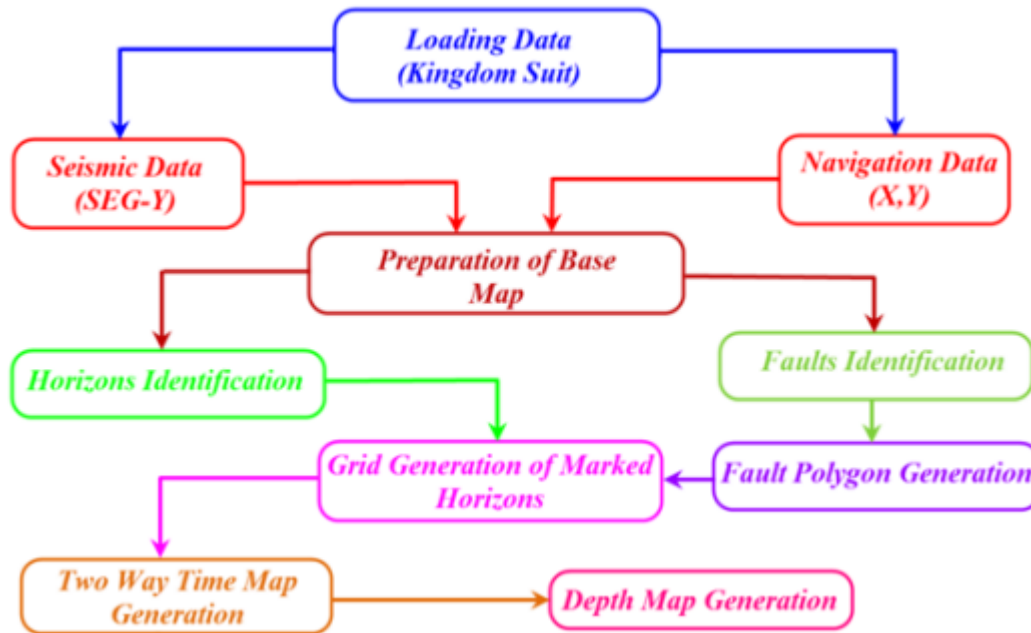 Loading Data
(Kingdom Suit)
Seismic Data
(SEG-Y)
Navigation Data
(X,Y)
Preparation of Base
Map
Horizons Identification
Faults Identification
Grid Generation of Marked
Horizons
Fault Polygon Generation
Two Way Time Map
Generation
Depth Map Generation